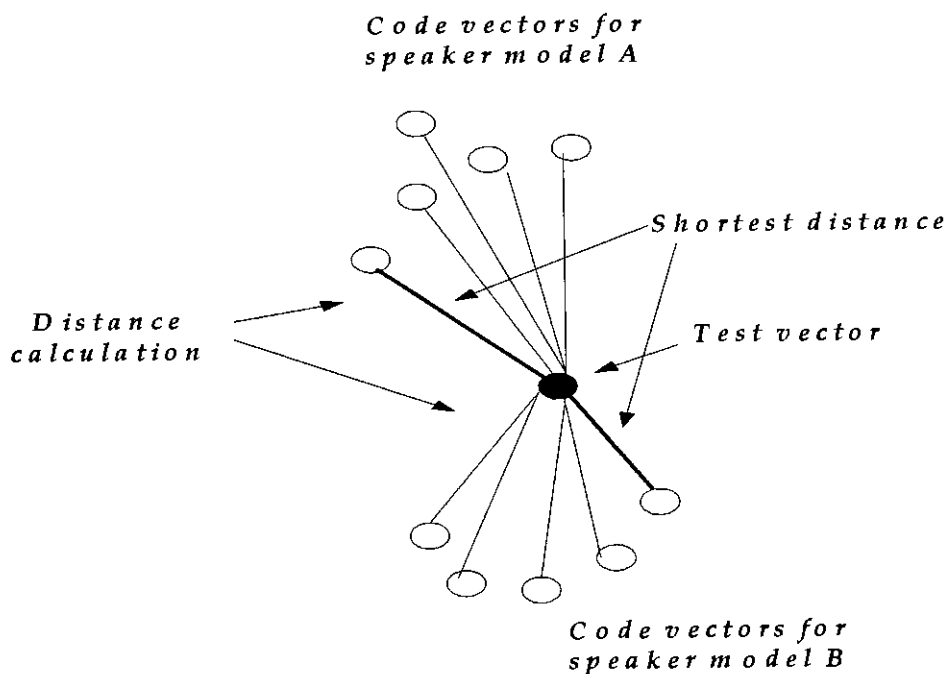 Code vectors for
speaker model A
Shortest distance
Distance
calculation
Test vector
Code vectors for
speaker model B